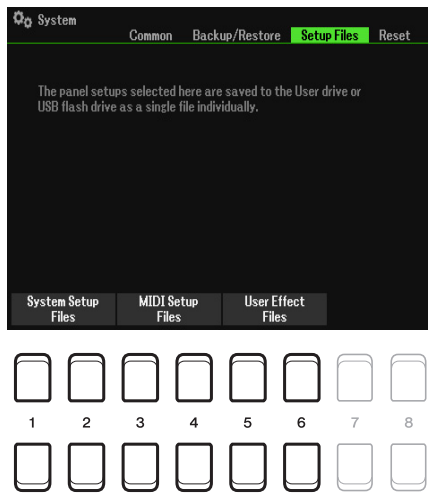 System
Common Backup/Restore Setup Files Reset
The panel setups selected here are saved to the User drive or
USB flash drive as a single file individually.
System Setup Files
MIDI Setup Files
User Effect Files
1 2 3 4 5 6 7 8